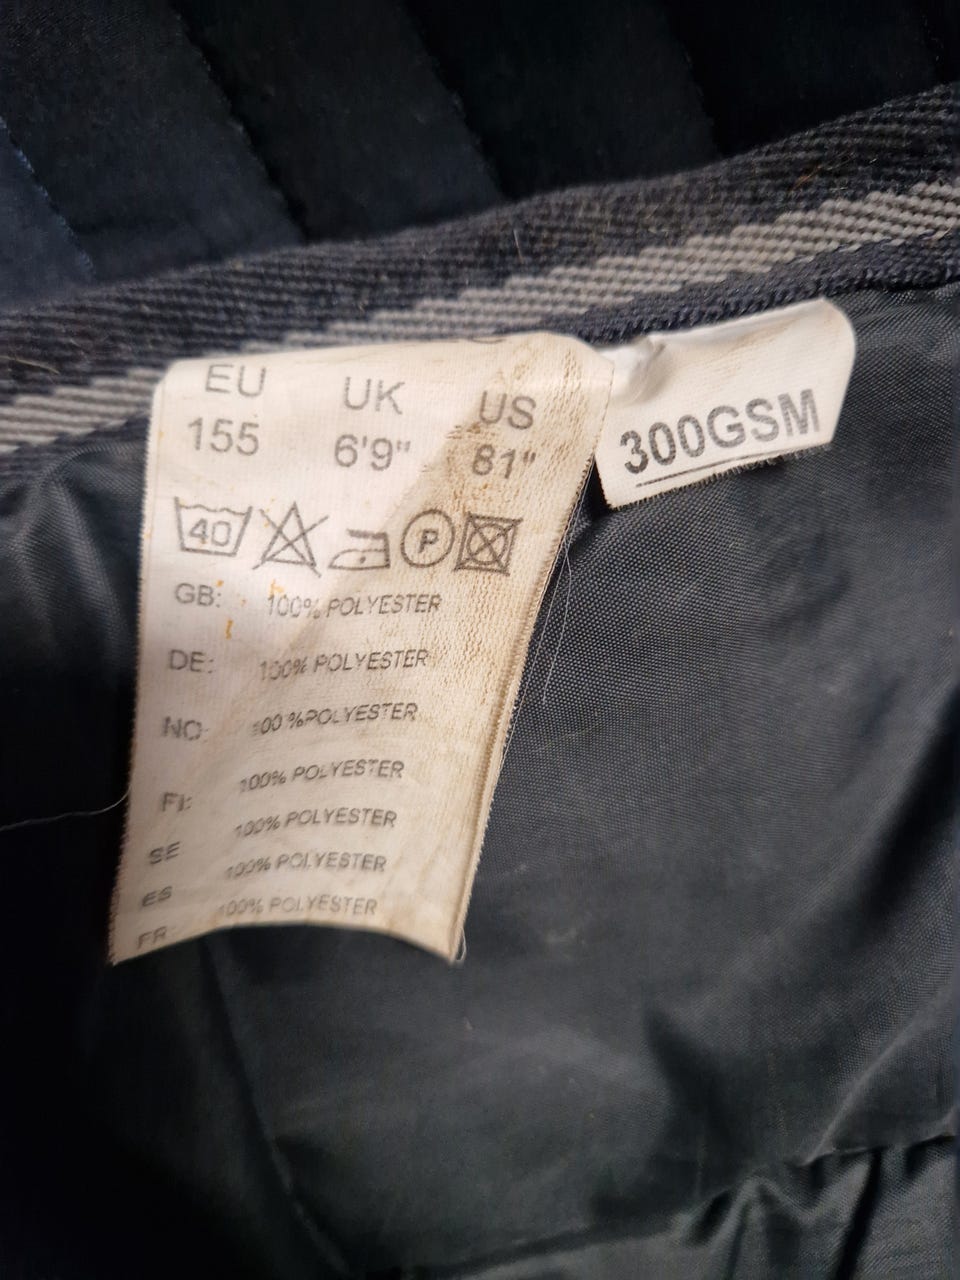 EU UK US
155 6'9" 81"
300GSM
40 P
GB: 100% POLYESTER
DE: 100% POLYESTER
NO: 100 %POLYESTER
FI: 100% POLYESTER
SE 100% POLYESTER
ES 100% POLYESTER
FR: 100% POLYESTER